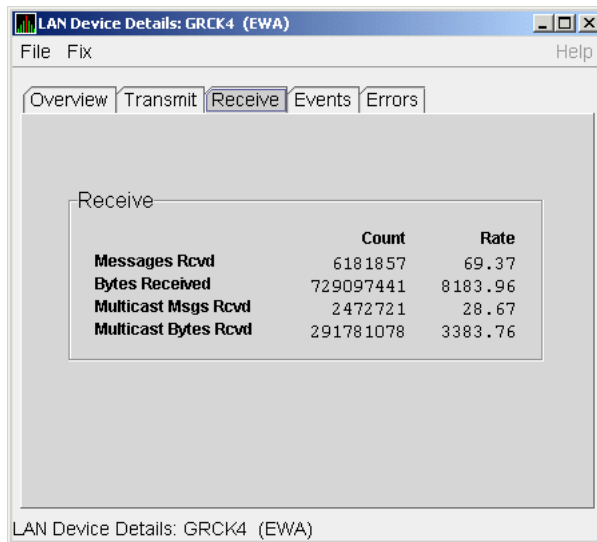 LAN Device Details: GRCK4 (EWA)
File Fix Help
Overview Transmit Receive Events Errors
Receive
Count Rate
Messages Rcvd 6181857 69.37
Bytes Received 729097441 8183.96
Multicast Msgs Rcvd 2472721 28.67
Multicast Bytes Rcvd 291781078 3383.76
LAN Device Details: GRCK4 (EWA)